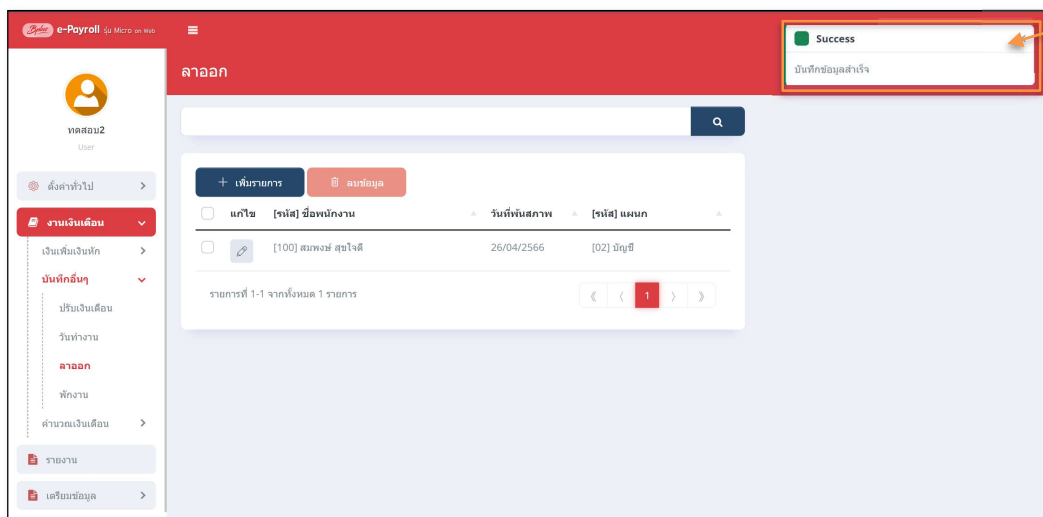 Bplus e-Payroll รุ่น Micro on Web
Success
บันทึกข้อมูลสำเร็จ
ลาออก
ทดสอบ2
User
ตั้งค่าทั่วไป
งานเงินเดือน
เงินเพิ่มเงินหัก
บันทึกอื่นๆ
ปรับเงินเดือน
วันทำงาน
ลาออก
พักงาน
คำนวณเงินเดือน
รายงาน
เตรียมข้อมูล
เพิ่มรายการ ลบข้อมูล
แก้ไข [รหัส] ชื่อพนักงาน วันที่พ้นสภาพ [รหัส] แผนก
[100] สมพงษ์ สุขใจดี 26/04/2566 [02] บัญชี
รายการที่ 1-1 จากทั้งหมด 1 รายการ 1